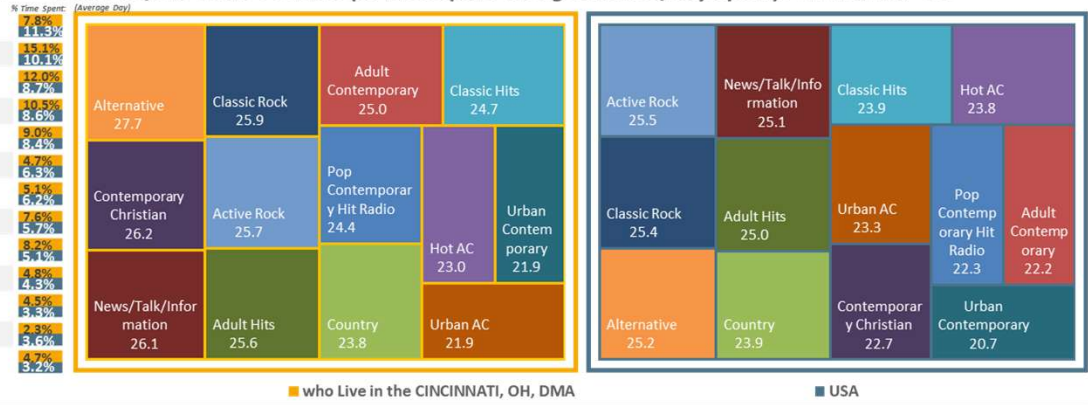 % Time Spent: (Average Day)
7.8%
11.3%
15.1%
10.1%
12.0%
8.7%
10.5%
8.6%
9.0%
8.4%
4.7%
6.3%
5.1%
6.2%
7.6%
5.7%
8.2%
5.1%
4.8%
4.3%
4.5%
3.3%
2.3%
3.6%
4.7%
3.2%
Alternative
27.7
Contemporary
Christian
26.2
News/Talk/Infor
mation
26.1
Classic Rock
25.9
Active Rock
25.7
Adult Hits
25.6
Adult
Contemporary
25.0
Classic Hits
24.7
Pop
Contemporar
y Hit Radio
24.4
Country
23.8
Hot AC
23.0
Urban
Contem
porary
21.9
Urban AC
21.9
Active Rock
25.5
Classic Rock
25.4
Alternative
25.2
News/Talk/Info
rmation
25.1
Adult Hits
25.0
Country
23.9
Classic Hits
23.9
Hot AC
23.8
Urban AC
23.3
Contemporar
y Christian
22.7
Pop
Contemp
orary Hit
Radio
22.3
Adult
Contemp
orary
22.2
Urban
Contemporary
20.7
who Live in the CINCINNATI, OH, DMA
USA